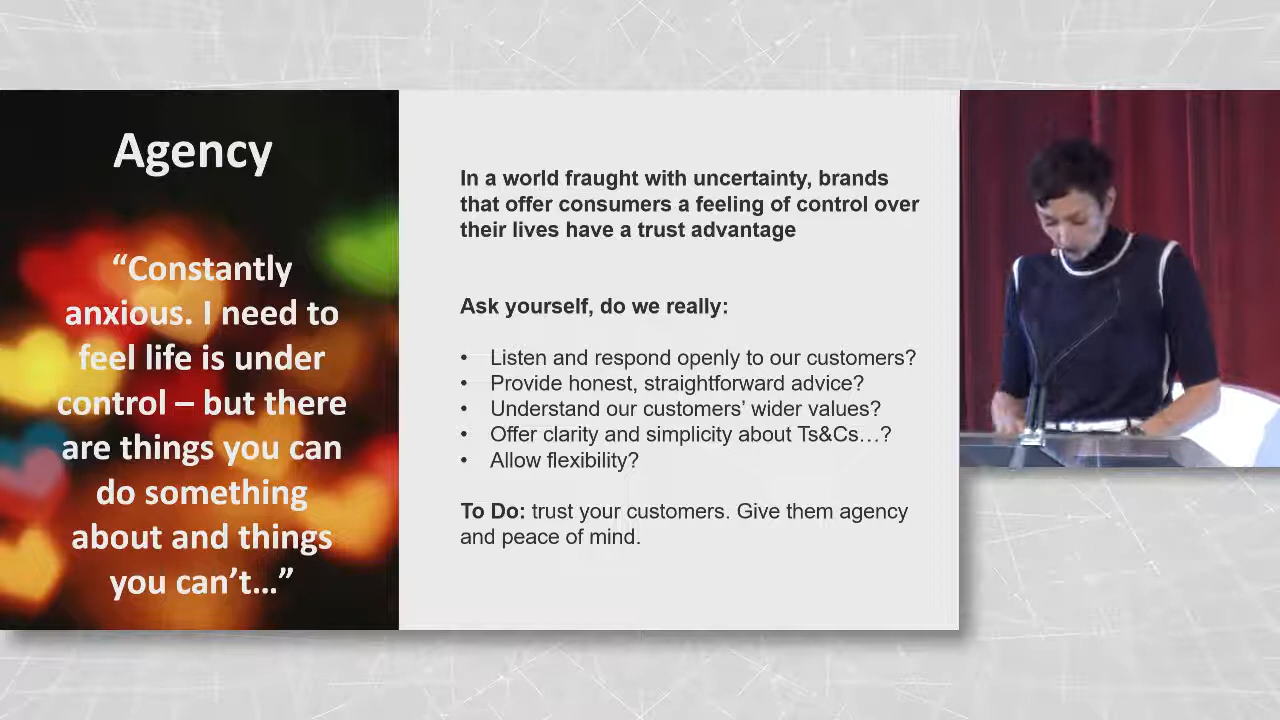 Agency
“Constantly
anxious. I need to
feel life is under
control – but there
are things you can
do something
about and things
you can’t…”
In a world fraught with uncertainty, brands
that offer consumers a feeling of control over
their lives have a trust advantage
Ask yourself, do we really:
• Listen and respond openly to our customers?
• Provide honest, straightforward advice?
• Understand our customers’ wider values?
• Offer clarity and simplicity about Ts&Cs…?
• Allow flexibility?
To Do: trust your customers. Give them agency
and peace of mind.